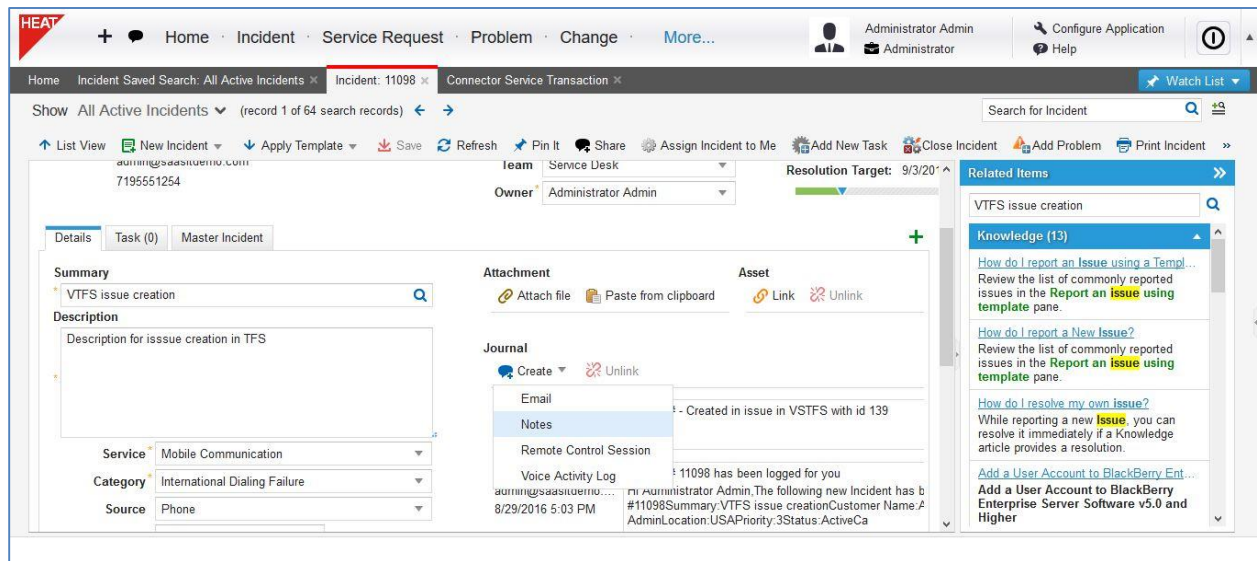 HEAT
Home · Incident · Service Request · Problem · Change · More...
Administrator Admin
Administrator
Configure Application
Help
Home Incident Saved Search: All Active Incidents × Incident: 11098 × Connector Service Transaction ×
Watch List
Show All Active Incidents (record 1 of 64 search records)
Search for Incident
List View New Incident Apply Template Save Refresh Pin It Share Assign Incident to Me Add New Task Close Incident Add Problem Print Incident »
admin@saasitdemo.com
7195551254
Team Service Desk
Owner* Administrator Admin
Resolution Target: 9/3/201
Details Task (0) Master Incident
Summary
* VTFS issue creation
Description
Description for isssue creation in TFS
*
Service* Mobile Communication
Category* International Dialing Failure
Source Phone
Attachment
Attach file Paste from clipboard
Asset
Link Unlink
Journal
Create Unlink
Email
Notes
Remote Control Session
Voice Activity Log
# - Created in issue in VSTFS with id 139
# 11098 has been logged for you
admin@saasitdemo....
8/29/2016 5:03 PM
Hi Administrator Admin,The following new Incident has b
#11098Summary:VTFS issue creationCustomer Name:A
AdminLocation:USAPriority:3Status:ActiveCa
Related Items
VTFS issue creation
Knowledge (13)
How do I report an Issue using a Templ...
Review the list of commonly reported
issues in the Report an issue using
template pane.
How do I report a New Issue?
Review the list of commonly reported
issues in the Report an issue using
template pane.
How do I resolve my own issue?
While reporting a new Issue, you can
resolve it immediately if a Knowledge
article provides a resolution.
Add a User Account to BlackBerry Ent...
Add a User Account to BlackBerry
Enterprise Server Software v5.0 and
Higher